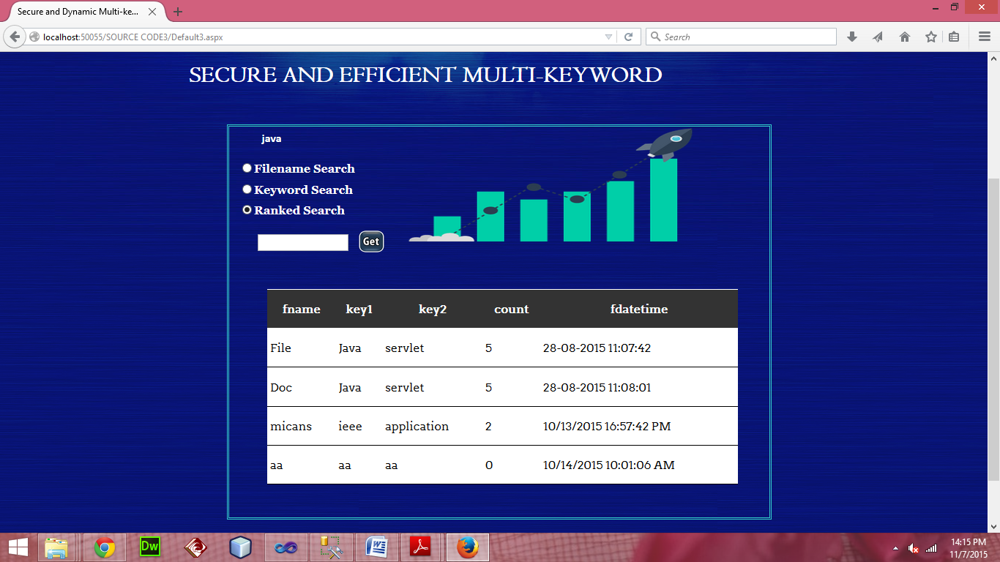 Secure and Dynamic Multi-ke...
localhost:50055/SOURCE CODE3/Default3.aspx
Search
SECURE AND EFFICIENT MULTI-KEYWORD
java
Filename Search
Keyword Search
Ranked Search
Get
fname key1 key2 count fdatetime
File Java servlet 5 28-08-2015 11:07:42
Doc Java servlet 5 28-08-2015 11:08:01
micans ieee application 2 10/13/2015 16:57:42 PM
aa aa aa 0 10/14/2015 10:01:06 AM
Dw
14:15 PM
11/7/2015